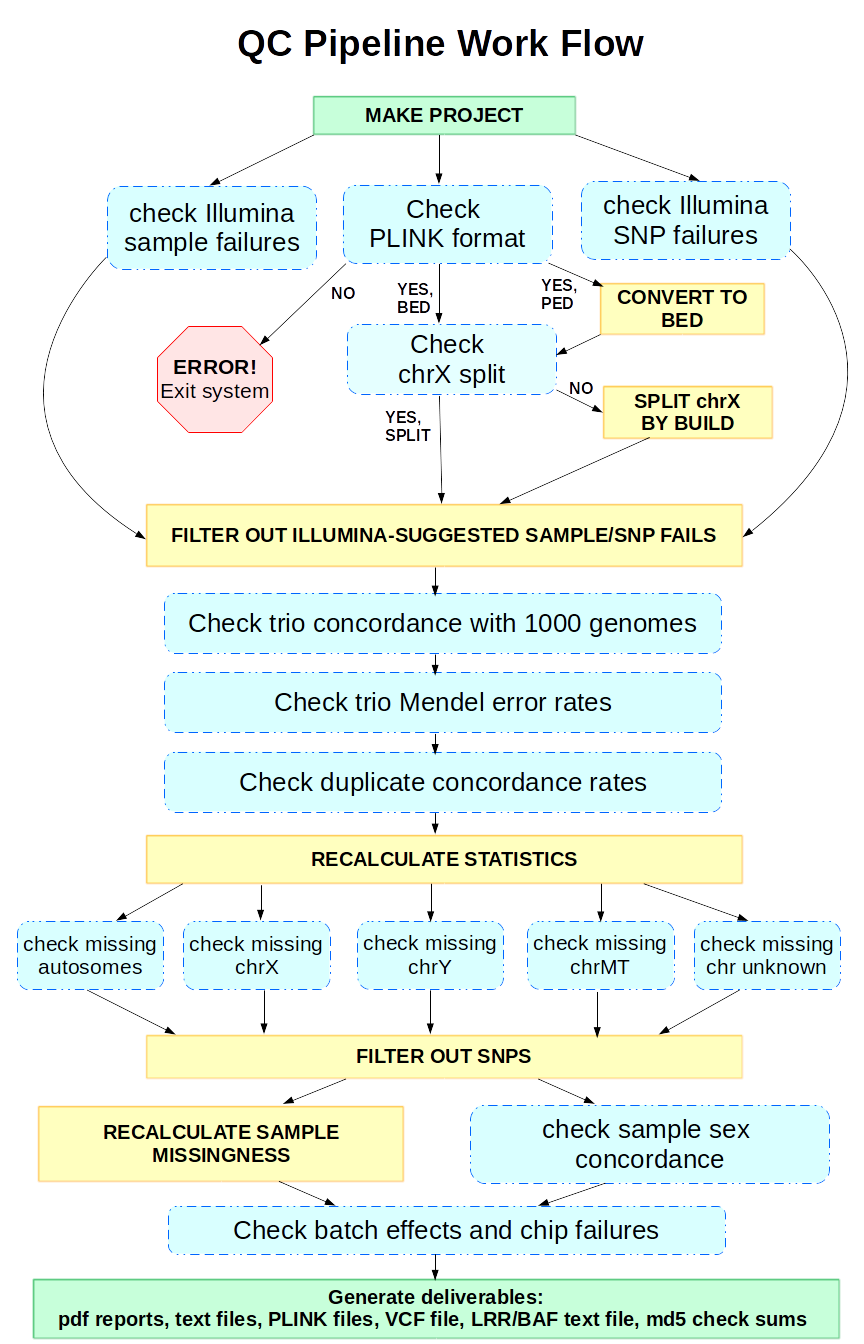 QC Pipeline Work Flow
MAKE PROJECT
check Illumina
sample failures
Check
PLINK format
check Illumina
SNP failures
NO
YES,
BED
YES,
PED
CONVERT TO
BED
ERROR!
Exit system
Check
chrX split
NO
YES,
SPLIT
SPLIT chrX
BY BUILD
FILTER OUT ILLUMINA-SUGGESTED SAMPLE/SNP FAILS
Check trio concordance with 1000 genomes
Check trio Mendel error rates
Check duplicate concordance rates
RECALCULATE STATISTICS
check missing
autosomes
check missing
chrX
check missing
chrY
check missing
chrMT
check missing
chr unknown
FILTER OUT SNPS
RECALCULATE SAMPLE
MISSINGNESS
check sample sex
concordance
Check batch effects and chip failures
Generate deliverables:
pdf reports, text files, PLINK files, VCF file, LRR/BAF text file, md5 check sums